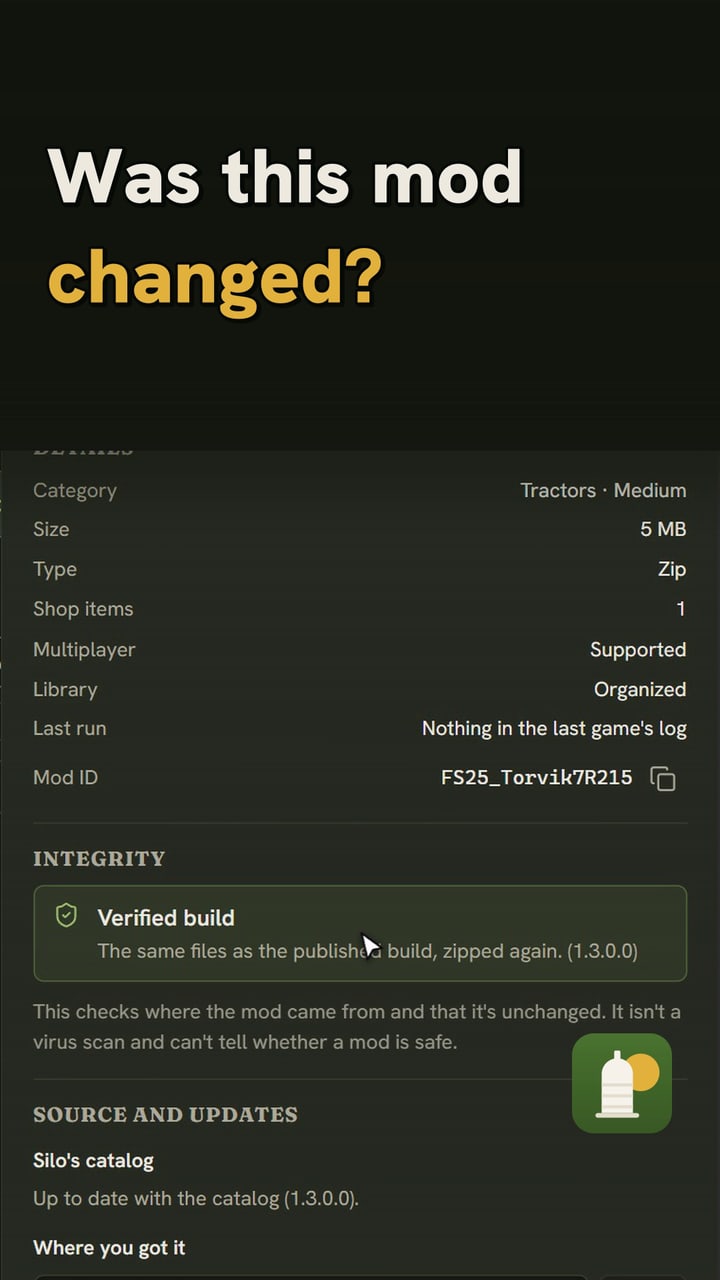 Was this mod
changed?
DETAILS
Category Tractors · Medium
Size 5 MB
Type Zip
Shop items 1
Multiplayer Supported
Library Organized
Last run Nothing in the last game's log
Mod ID FS25_Torvik7R215
INTEGRITY
Verified build
The same files as the published build, zipped again. (1.3.0.0)
This checks where the mod came from and that it's unchanged. It isn't a
virus scan and can't tell whether a mod is safe.
SOURCE AND UPDATES
Silo's catalog
Up to date with the catalog (1.3.0.0).
Where you got it